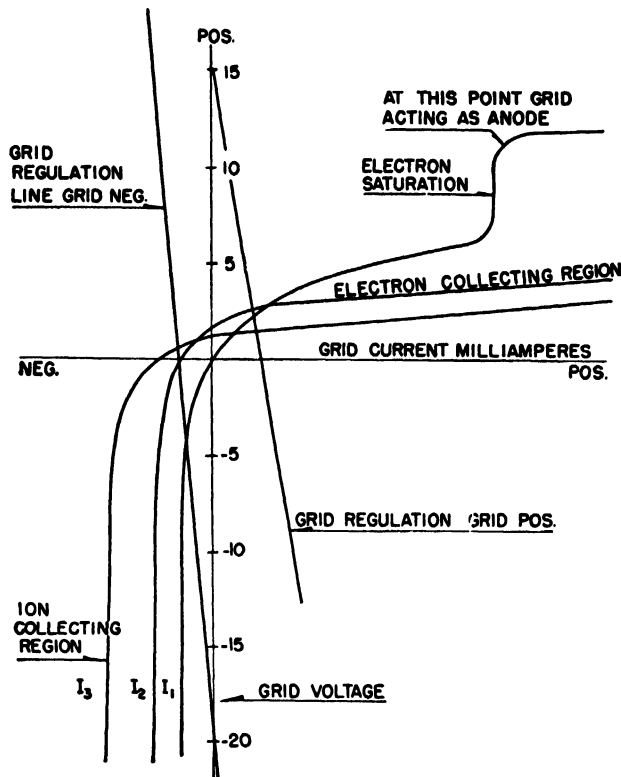 POS.
15
AT THIS POINT GRID
ACTING AS ANODE
GRID
REGULATION
LINE GRID NEG.
10
ELECTRON
SATURATION
5
ELECTRON COLLECTING REGION
GRID CURRENT MILLIAMPERES
NEG.
POS.
-5
GRID REGULATION GRID POS.
-10
ION
COLLECTING
REGION
-15
I₃
I₂
I₁
GRID VOLTAGE
-20